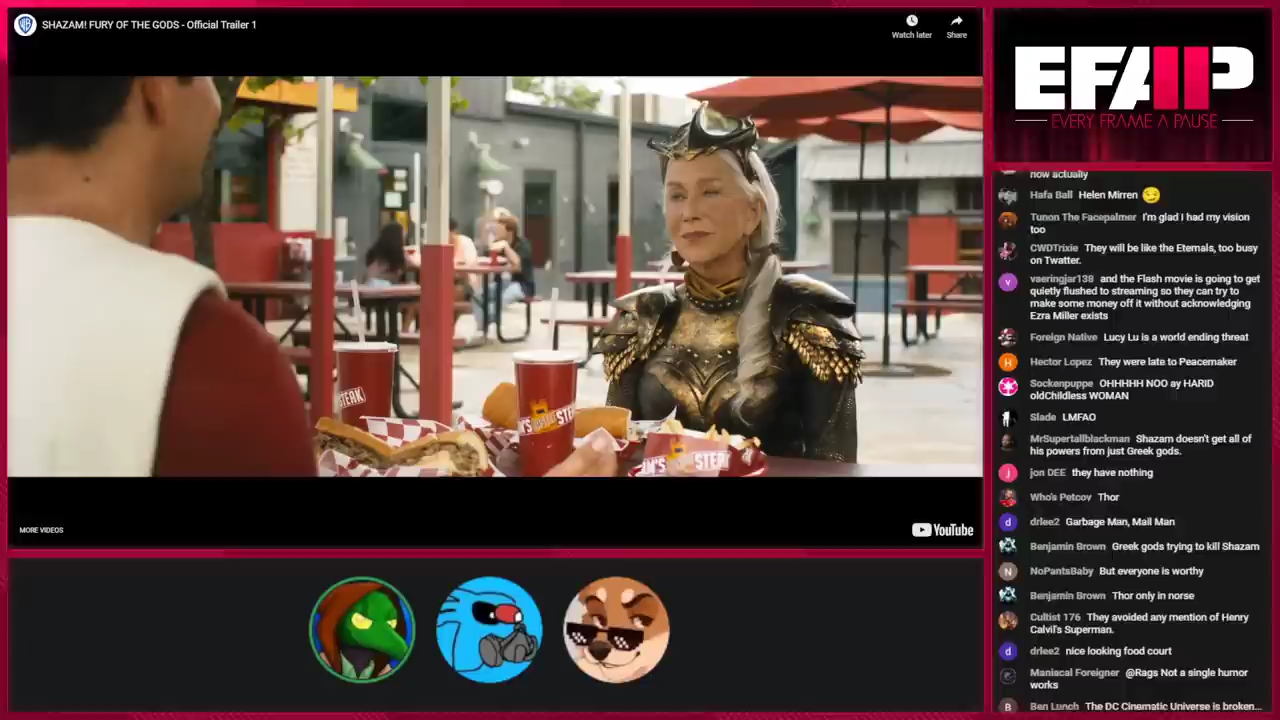 SHAZAM! FURY OF THE GODS - Official Trailer 1
Watch later
Share
STEAK
MORE VIDEOS
YouTube
EFAP
EVERY FRAME A PAUSE
now actually
Hafa Ball Helen Mirren
Tunon The Facepalmer I'm glad I had my vision
too
CWDTrixie They will be like the Eternals, too busy
on Twatter.
vaeringjar138 and the Flash movie is going to get
quietly flushed to streaming so they can try to
make some money off it without acknowledging
Ezra Miller exists
Foreign Native Lucy Lu is a world ending threat
Hector Lopez They were late to Peacemaker
Sockenpuppe OHHHHH NOO ay HARID
oldChildless WOMAN
Slade LMFAO
MrSupertallblackman Shazam doesn't get all of
his powers from just Greek gods.
jon DEE they have nothing
Who's Petcov Thor
drlee2 Garbage Man, Mail Man
Benjamin Brown Greek gods trying to kill Shazam
NoPantsBaby But everyone is worthy
Benjamin Brown Thor only in norse
Cultist 176 They avoided any mention of Henry
Calvil's Superman.
drlee2 nice looking food court
Maniacal Foreigner @Rags Not a single humor
works
Ben Lunch The DC Cinematic Universe is broken...